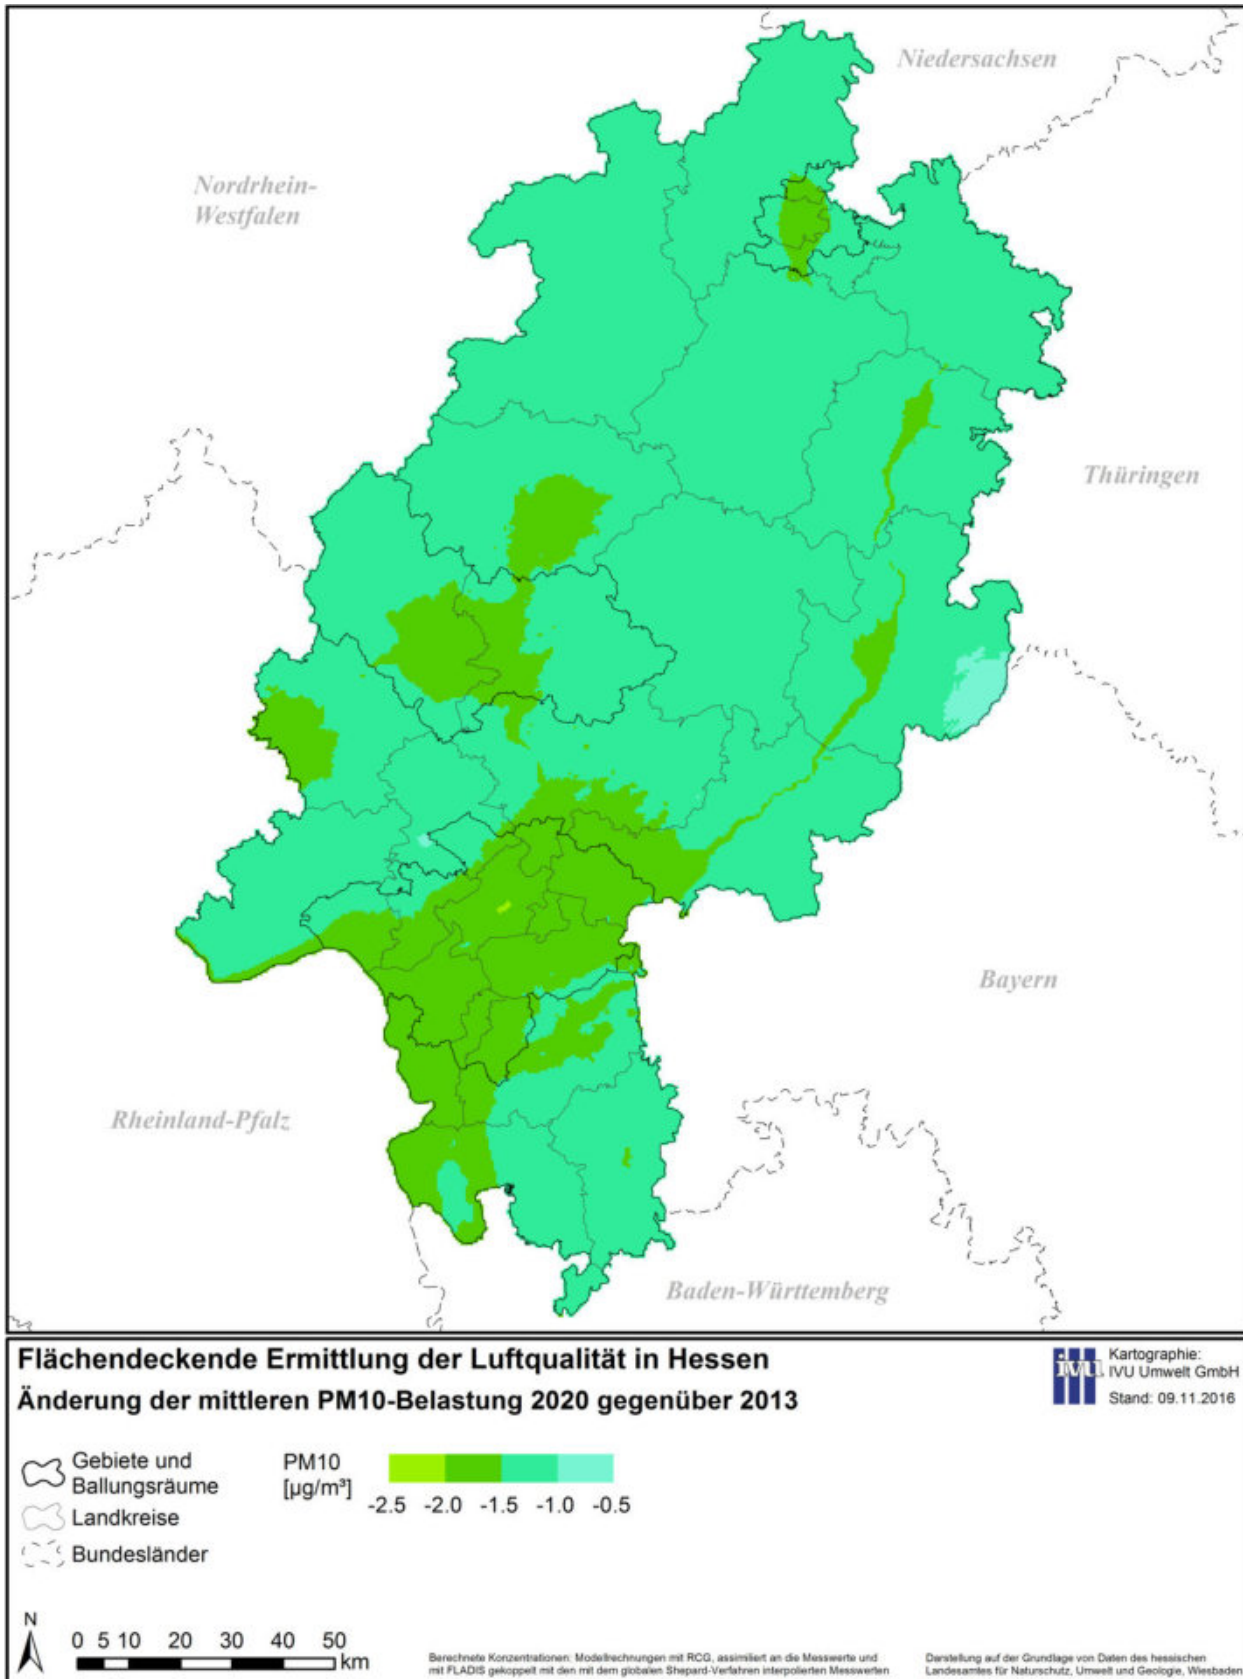 Niedersachsen
Nordrhein-
Westfalen
Thüringen
Bayern
Rheinland-Pfalz
Baden-Württemberg
Flächendeckende Ermittlung der Luftqualität in Hessen
Änderung der mittleren PM10-Belastung 2020 gegenüber 2013
ivu
Kartographie:
IVU Umwelt GmbH
Stand: 09.11.2016
Gebiete und
Ballungsräume
Landkreise
Bundesländer
PM10
[µg/m³]
-2.5 -2.0 -1.5 -1.0 -0.5
N
0 5 10 20 30 40 50
km
Berechnete Konzentrationen: Modellrechnungen mit RCG, assimiliert an die Messwerte und
mit FLADIS gekoppelt mit den mit dem globalen Shepard-Verfahren interpolierten Messwerten
Darstellung auf der Grundlage von Daten des hessischen
Landesamtes für Naturschutz, Umwelt und Geologie, Wiesbaden